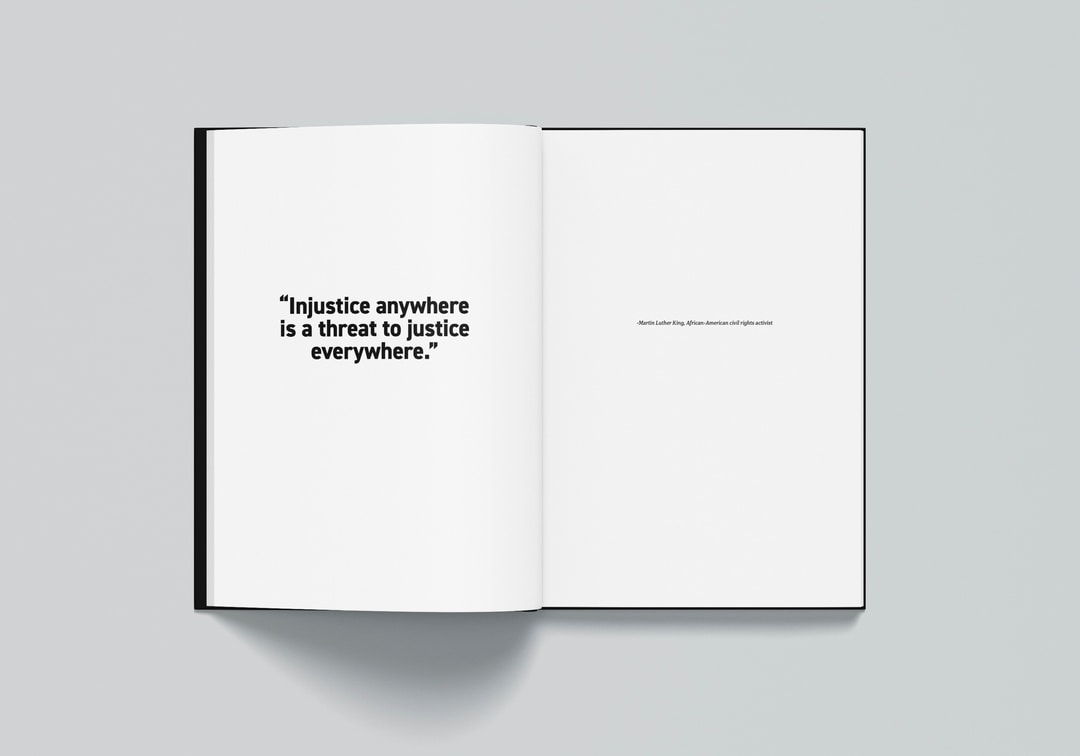 “Injustice anywhere
is a threat to justice
everywhere.”
-Martin Luther King, African-American civil rights activist